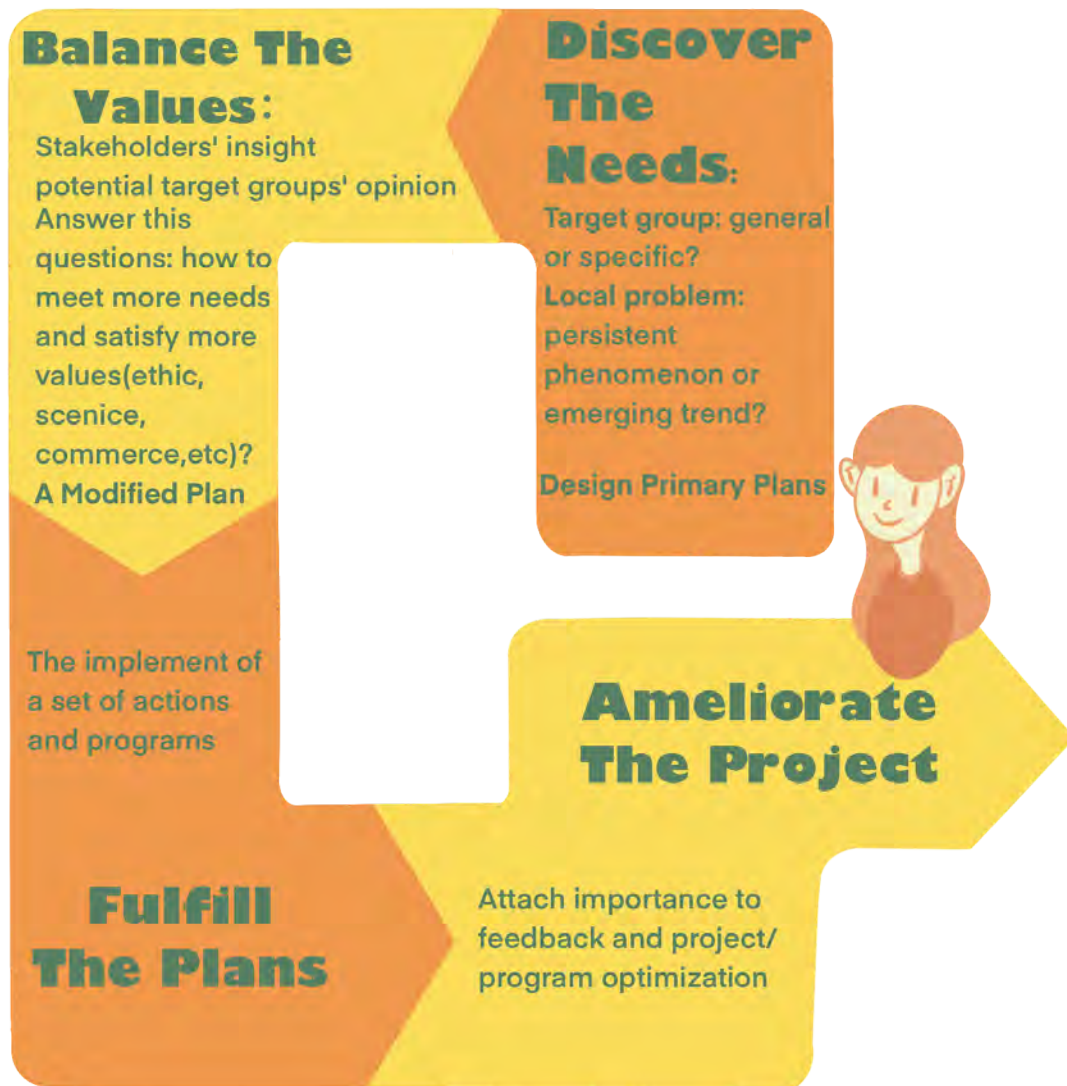 Balance The
Values:
Stakeholders' insight
potential target groups' opinion
Answer this
questions: how to
meet more needs
and satisfy more
values(ethic,
scenice,
commerce,etc)?
A Modified Plan
Discover
The
Needs:
Target group: general
or specific?
Local problem:
persistent
phenomenon or
emerging trend?
Design Primary Plans
The implement of
a set of actions
and programs
Fulfill
The Plans
Ameliorate
The Project
Attach importance to
feedback and project/
program optimization